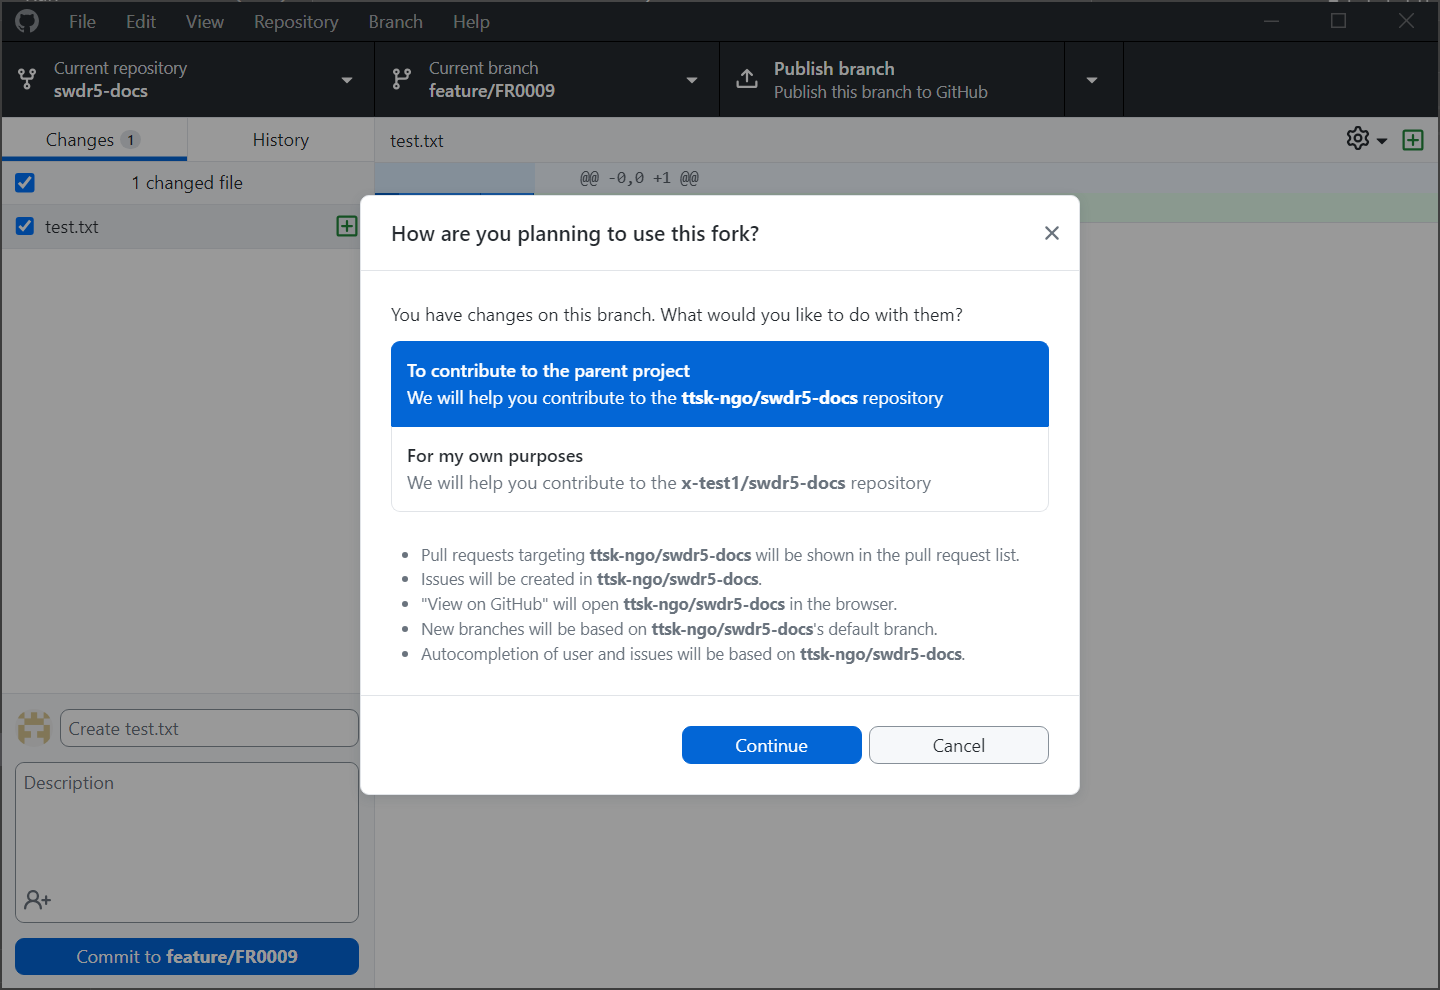 File Edit View Repository Branch Help
Current repository
swdr5-docs
Current branch
feature/FR0009
Publish branch
Publish this branch to GitHub
Changes 1
History
test.txt
1 changed file
@@ -0,0 +1 @@
test.txt
How are you planning to use this fork?
You have changes on this branch. What would you like to do with them?
To contribute to the parent project
We will help you contribute to the ttsk-ngo/swdr5-docs repository
For my own purposes
We will help you contribute to the x-test1/swdr5-docs repository
• Pull requests targeting ttsk-ngo/swdr5-docs will be shown in the pull request list.
• Issues will be created in ttsk-ngo/swdr5-docs.
• "View on GitHub" will open ttsk-ngo/swdr5-docs in the browser.
• New branches will be based on ttsk-ngo/swdr5-docs's default branch.
• Autocompletion of user and issues will be based on ttsk-ngo/swdr5-docs.
Continue
Cancel
Create test.txt
Description
Commit to feature/FR0009